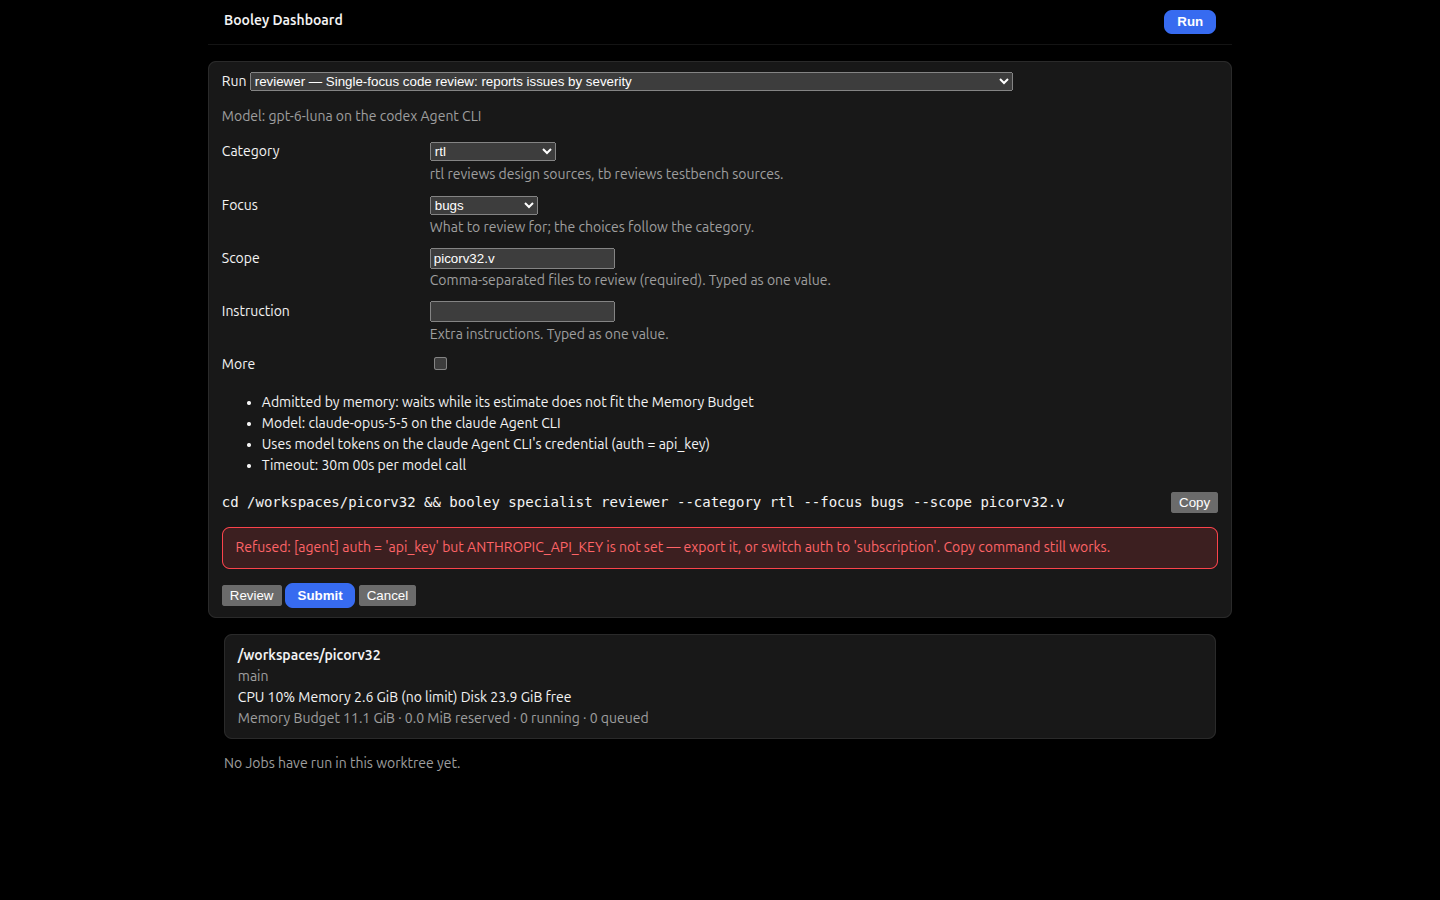 Booley Dashboard
Run
Run reviewer — Single-focus code review: reports issues by severity
Model: gpt-6-luna on the codex Agent CLI
Category rtl
rtl reviews design sources, tb reviews testbench sources.
Focus bugs
What to review for; the choices follow the category.
Scope picorv32.v
Comma-separated files to review (required). Typed as one value.
Instruction
Extra instructions. Typed as one value.
More
• Admitted by memory: waits while its estimate does not fit the Memory Budget
• Model: claude-opus-5-5 on the claude Agent CLI
• Uses model tokens on the claude Agent CLI's credential (auth = api_key)
• Timeout: 30m 00s per model call
cd /workspaces/picorv32 && booley specialist reviewer --category rtl --focus bugs --scope picorv32.v Copy
Refused: [agent] auth = 'api_key' but ANTHROPIC_API_KEY is not set — export it, or switch auth to 'subscription'. Copy command still works.
Review Submit Cancel
/workspaces/picorv32
main
CPU 10% Memory 2.6 GiB (no limit) Disk 23.9 GiB free
Memory Budget 11.1 GiB · 0.0 MiB reserved · 0 running · 0 queued
No Jobs have run in this worktree yet.